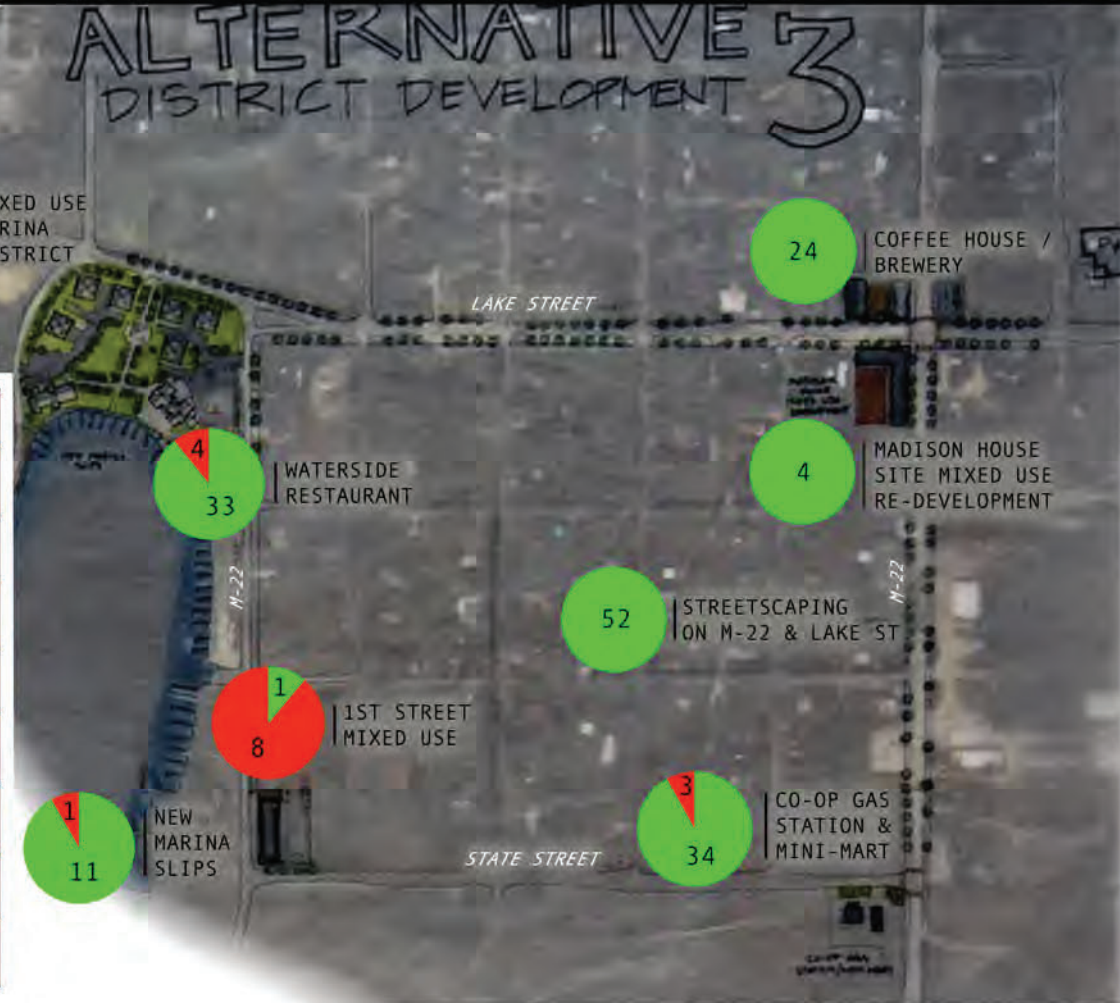 ALTERNATIVE 3
DISTRICT DEVELOPMENT
XED USE
RINA
STRICT
24
COFFEE HOUSE /
BREWERY
LAKE STREET
4
33
WATERSIDE
RESTAURANT
4
MADISON HOUSE
SITE MIXED USE
RE-DEVELOPMENT
M-22
M-22
52
STREETSCAPING
ON M-22 & LAKE ST
1
8
1ST STREET
MIXED USE
1
11
NEW
MARINA
SLIPS
3
34
CO-OP GAS
STATION &
MINI-MART
STATE STREET